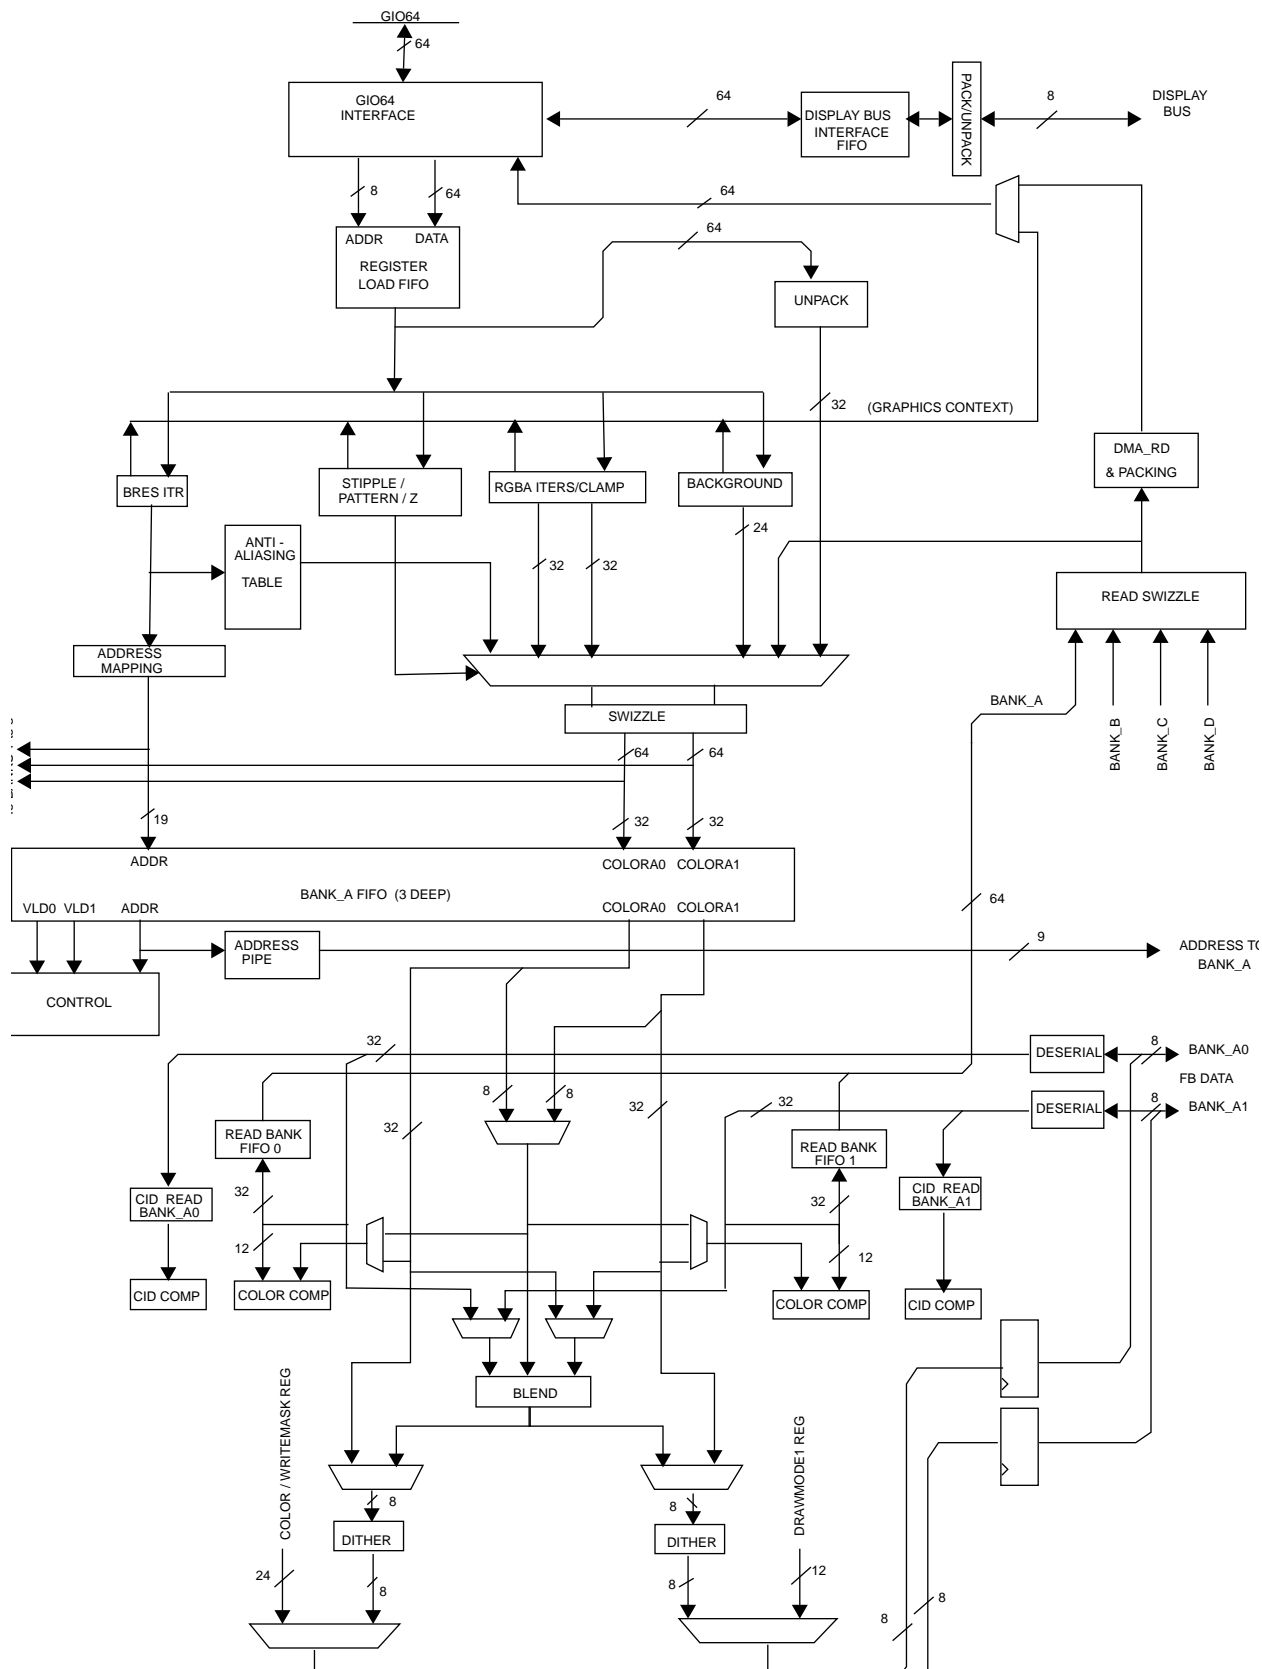 GIO64
64
GIO64
INTERFACE
64
DISPLAY BUS
INTERFACE
FIFO
PACK/UNPACK
8
DISPLAY
BUS
8
64
64
ADDR
DATA
REGISTER
LOAD FIFO
64
UNPACK
32
(GRAPHICS CONTEXT)
DMA_RD
& PACKING
BRES ITR
STIPPLE /
PATTERN / Z
RGBA ITERS/CLAMP
BACKGROUND
24
ANTI -
ALIASING
TABLE
32
32
READ SWIZZLE
ADDRESS
MAPPING
BANK_A
BANK_B
BANK_C
BANK_D
SWIZZLE
64
64
19
32
32
ADDR
COLORA0
COLORA1
BANK_A FIFO (3 DEEP)
VLD0
VLD1
ADDR
COLORA0
COLORA1
64
ADDRESS
PIPE
9
ADDRESS TO
BANK_A
CONTROL
32
DESERIAL
8
BANK_A0
FB DATA
8
8
32
32
DESERIAL
8
BANK_A1
32
READ BANK
FIFO 0
READ BANK
FIFO 1
CID_READ
BANK_A0
32
32
CID_READ
BANK_A1
12
12
CID COMP
COLOR COMP
COLOR COMP
CID COMP
BLEND
COLOR / WRITEMASK REG
DRAWMODE1 REG
8
8
DITHER
DITHER
24
8
8
12
8
8